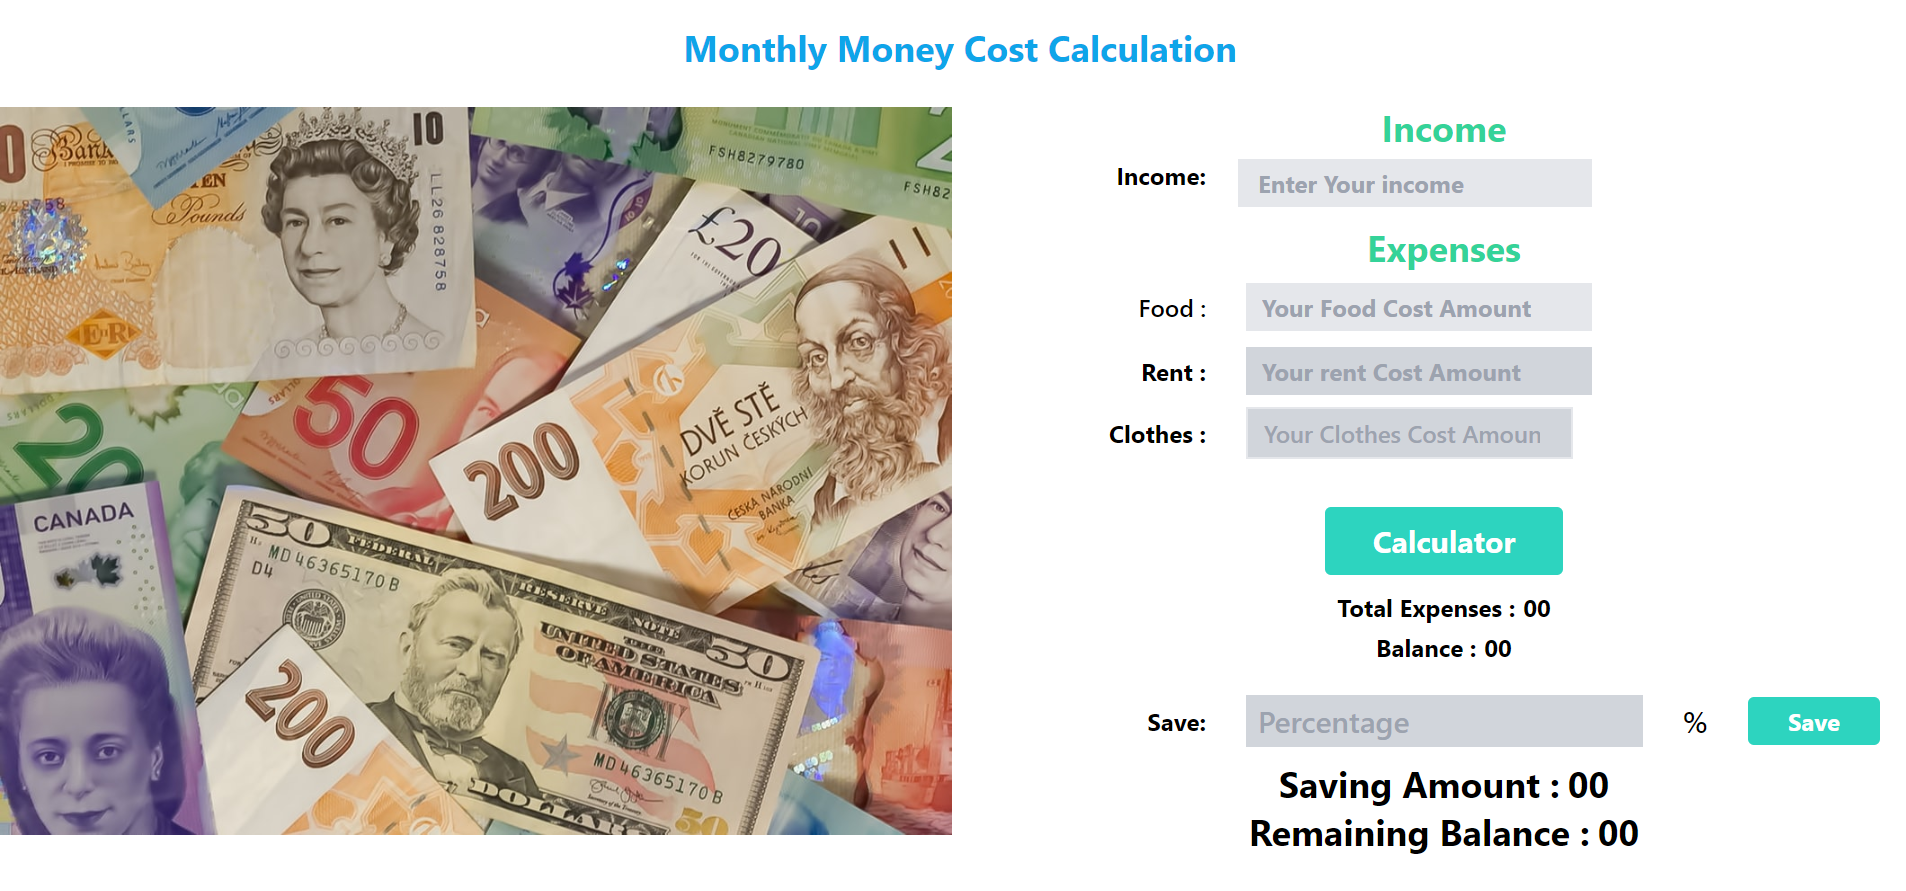 Monthly Money Cost Calculation
10
Bank
TEN
Pounds
LL26 828758
FSH8279780
FSH82
£20
10
11
50
20
200
DVĚ STĚ
KORUN ČESKÝCH
ČESKÁ NÁRODNÍ
BANKA
CANADA
50
FEDERAL RESERVE NOTE
MD 46365170 B
D4
THE
UNITED STATES
OF AMERICA
50
200
MD 46365170 B
DOLLARS
50
Income
Income:
Enter Your income
Expenses
Food :
Your Food Cost Amount
Rent :
Your rent Cost Amount
Clothes :
Your Clothes Cost Amoun
Calculator
Total Expenses : 00
Balance : 00
Save:
Percentage
%
Save
Saving Amount : 00
Remaining Balance : 00